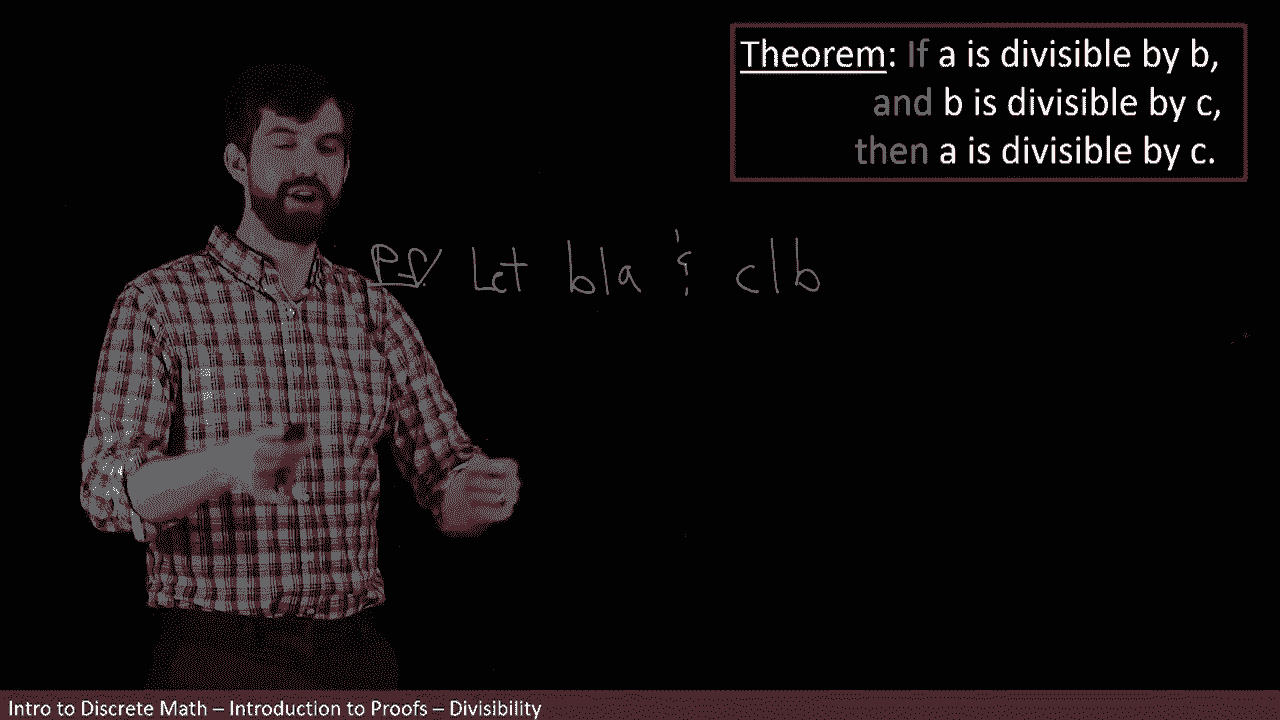 Theorem: If a is divisible by b,
and b is divisible by c,
then a is divisible by c.
Pf. Let b|a & c|b
Intro to Discrete Math – Introduction to Proofs – Divisibility